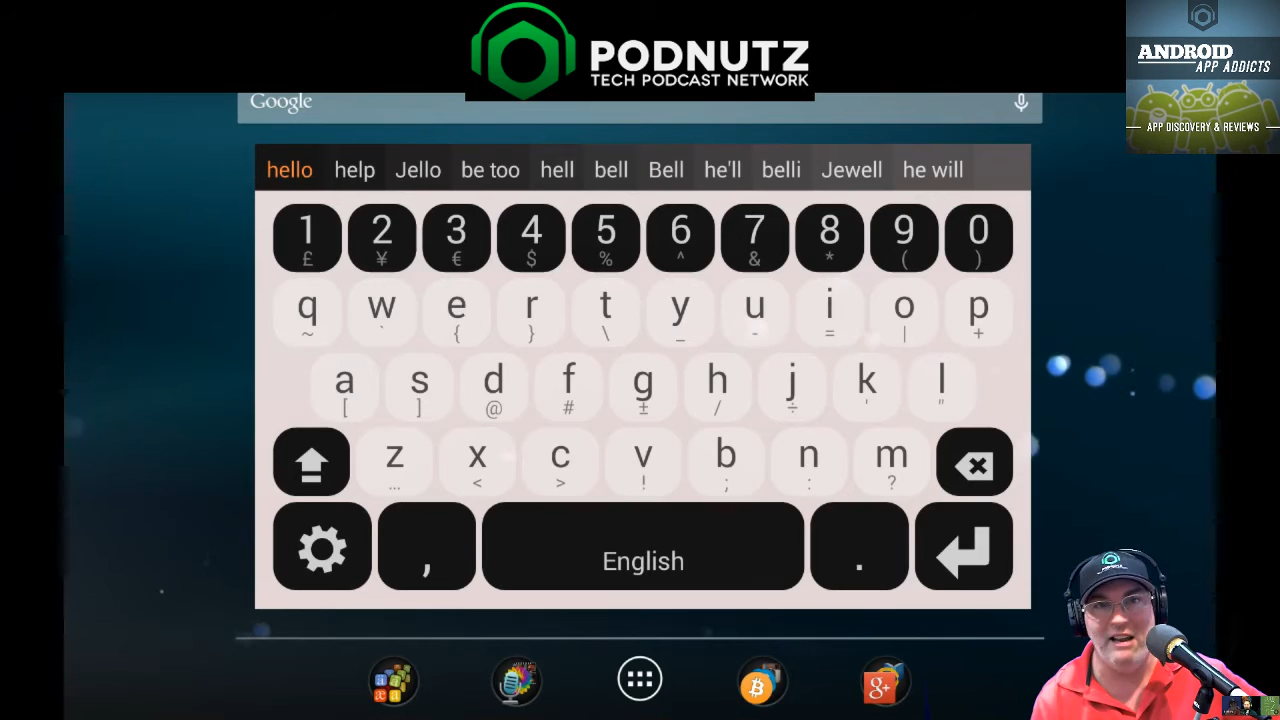 PODNUTZ
TECH PODCAST NETWORK
ANDROID
APP ADDICTS
APP DISCOVERY & REVIEWS
Google
hello help Jello be too hell bell Bell he'll belli Jewell he will
1 2 3 4 5 6 7 8 9 0
£ ¥ € $ % ^ & * ( )
q w e r t y u i o p
~ ` { } \ _ - = | +
a s d f g h j k l
[ ] @ # ± / ÷ ' "
z x c v b n m
... < > ! ; : ?
, English .